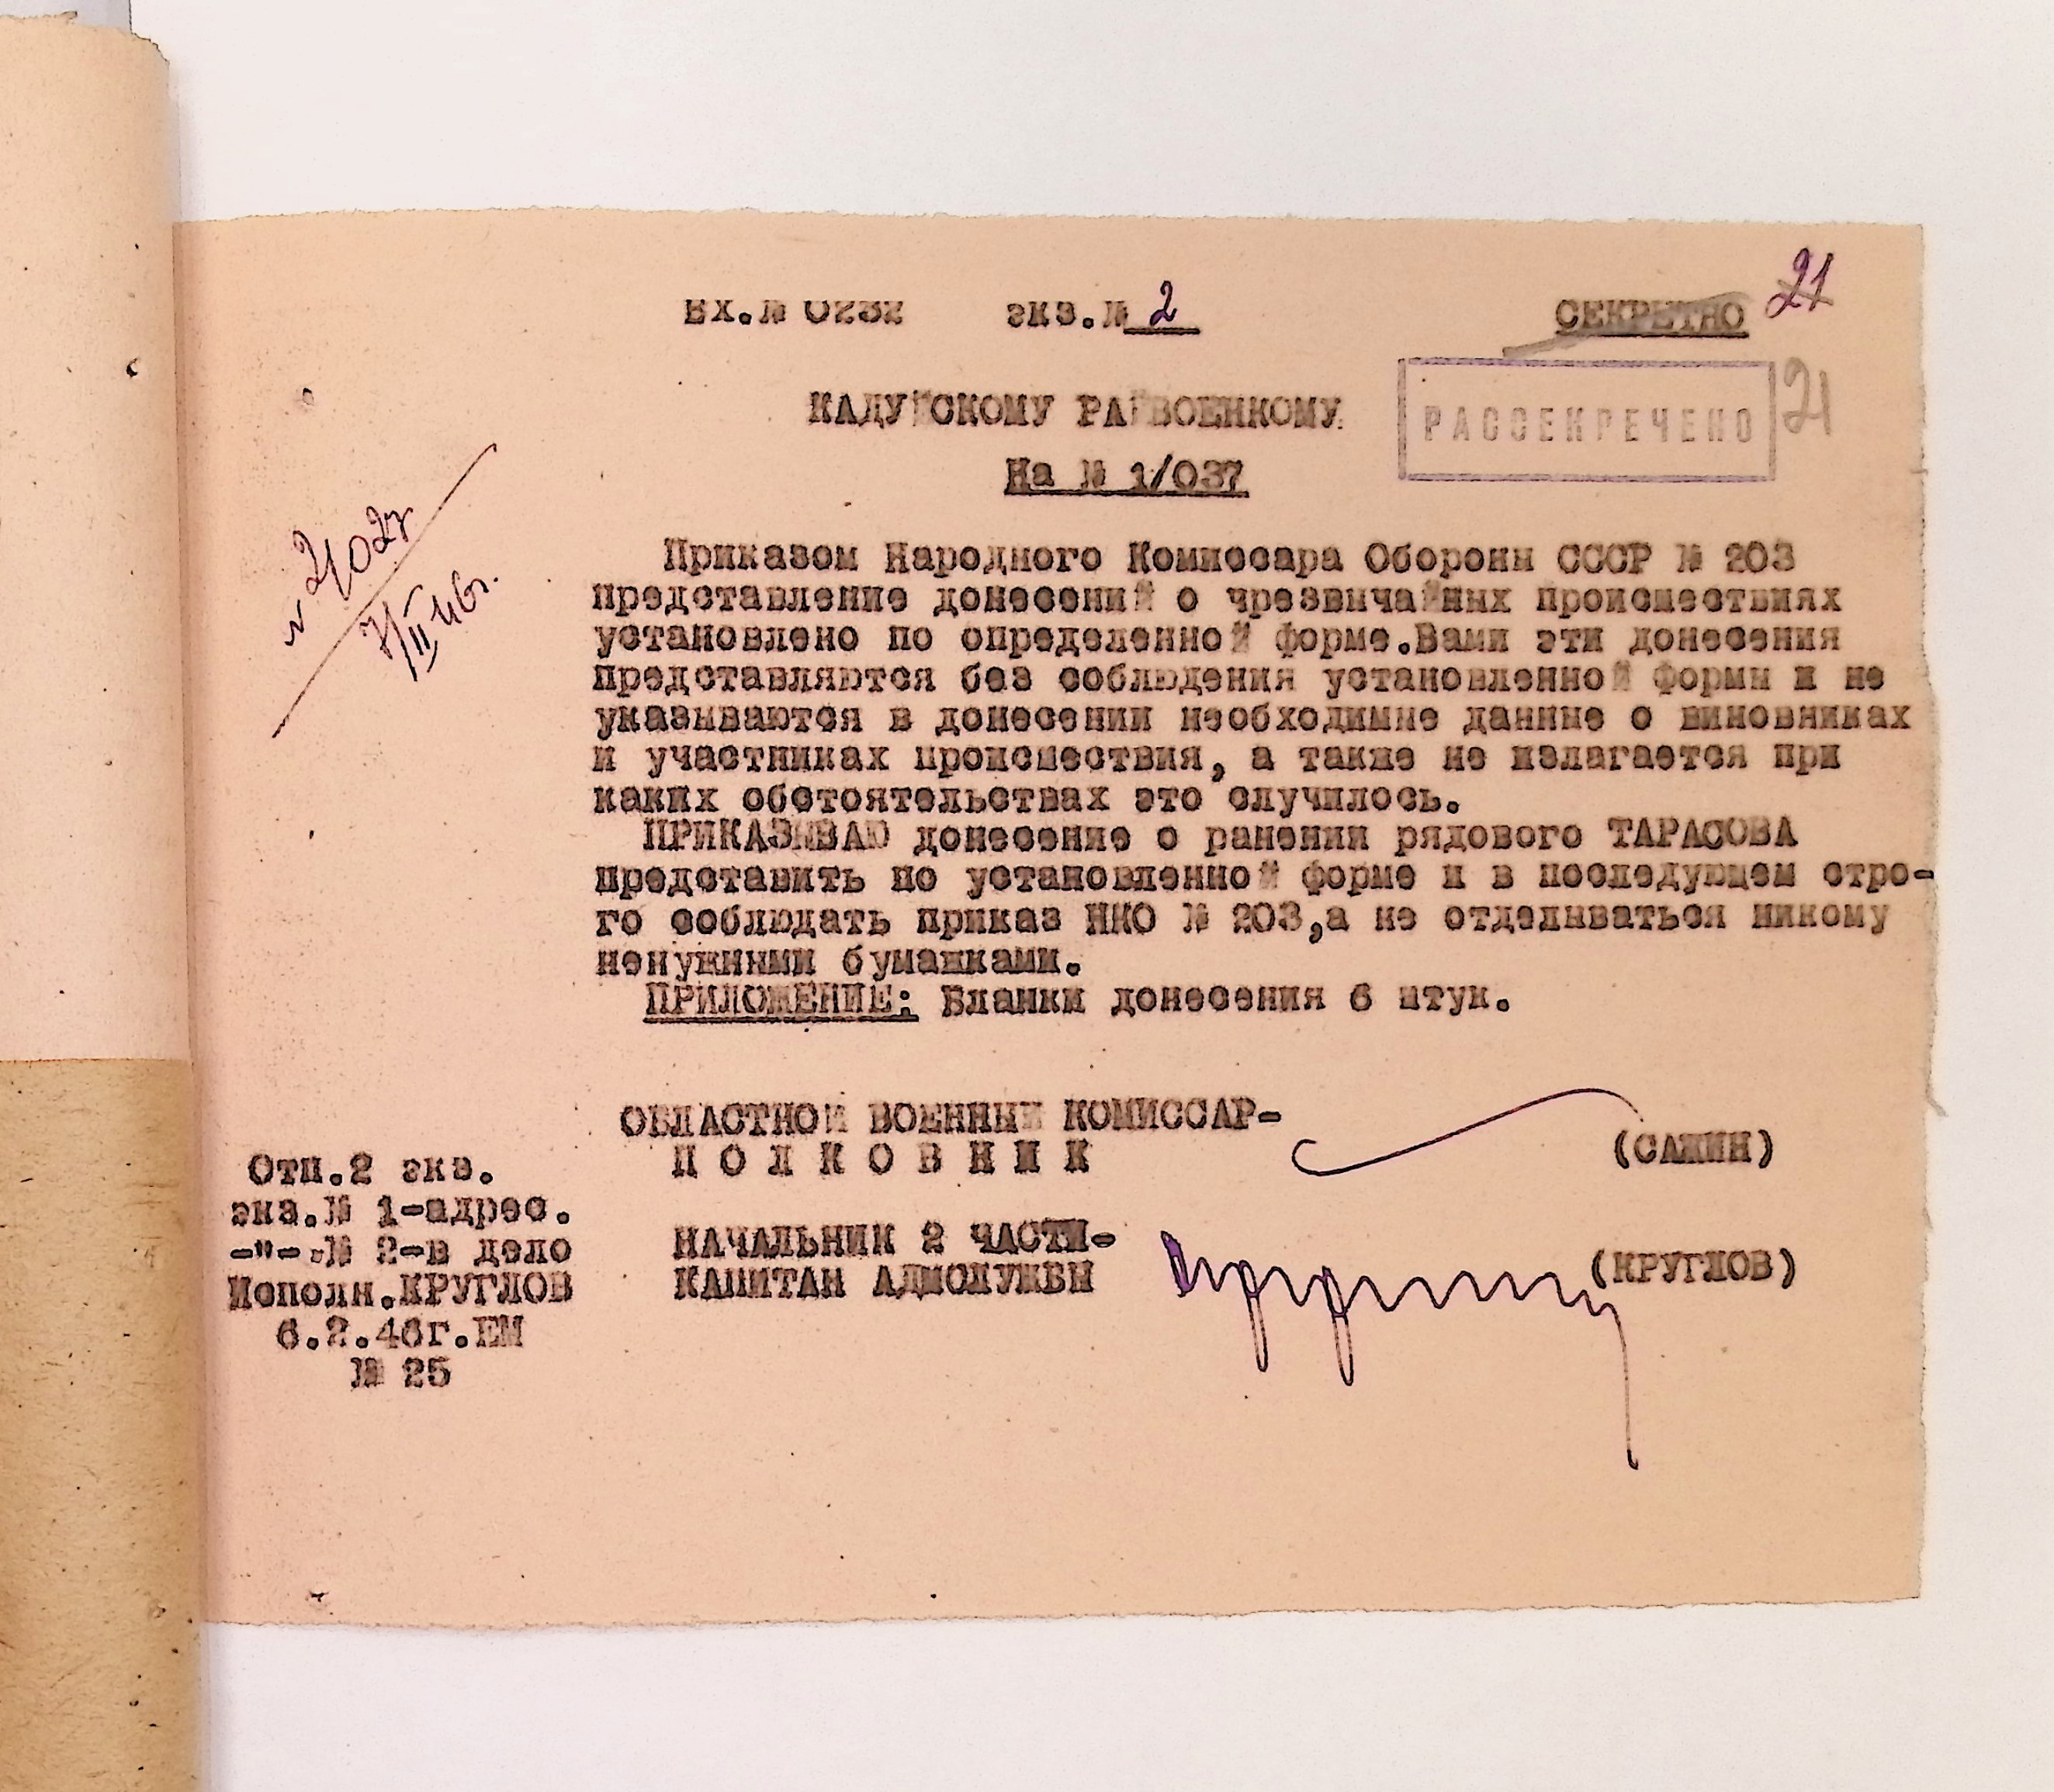 ВХ.№ 0232 экз.№ 2 СЕКРЕТНО 21
РАССЕКРЕЧЕНО 21
КАДУЙСКОМУ РАЙВОЕНКОМУ.
На № 1/037
Приказом Народного Комиссара Обороны СССР № 203
представление донесений о чрезвычайных происшествиях
установлено по определенной форме.Вами эти донесения
представляются без соблюдения установленной формы и не
указываются в донесении необходимые данные о виновниках
и участниках происшествия, а также не излагается при
каких обстоятельствах это случилось.
ПРИКАЗЫВАЮ донесение о ранении рядового ТАРАСОВА
представить по установленной форме и в последующем стро-
го соблюдать приказ НКО № 203,а не отделываться никому
ненужными бумажками.
ПРИЛОЖЕНИЕ: Бланки донесения 6 штук.
ОБЛАСТНОЙ ВОЕННЫЙ КОМИССАР-
П О Л К О В Н И К (САЖИН)
НАЧАЛЬНИК 2 ЧАСТИ-
КАПИТАН АДМСЛУЖБЫ (КРУГЛОВ)
Отп.2 экз.
экз.№ 1-адрес.
-"-.№ 2-в дело
Исполн.КРУГЛОВ
6.2.46г.ЕМ
№ 25
7/II 46г.